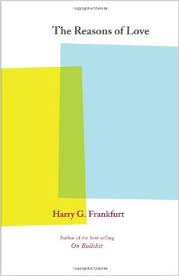 The Reasons of Love
Harry G. Frankfurt
Author of the best-selling
On Bullshit